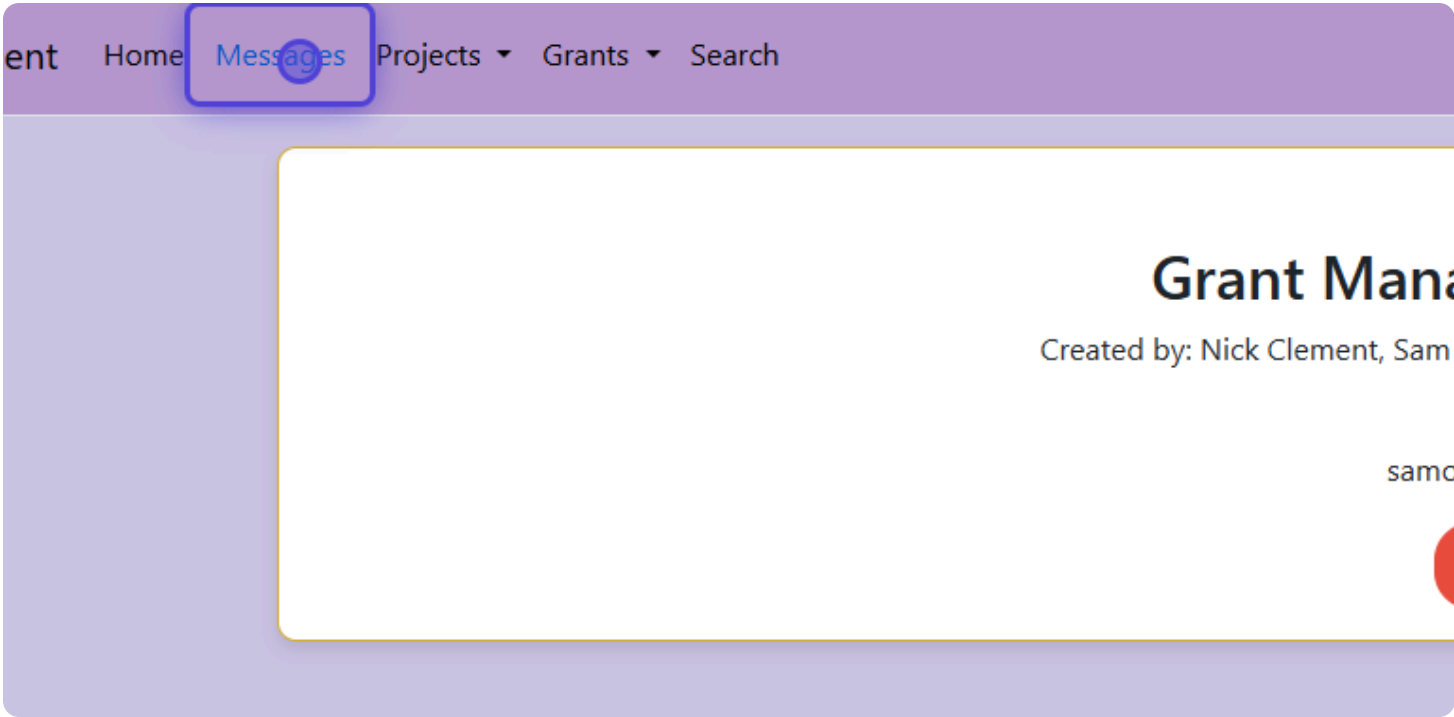 ent Home Messages Projects Grants Search
Grant Mana
Created by: Nick Clement, Sam
samo